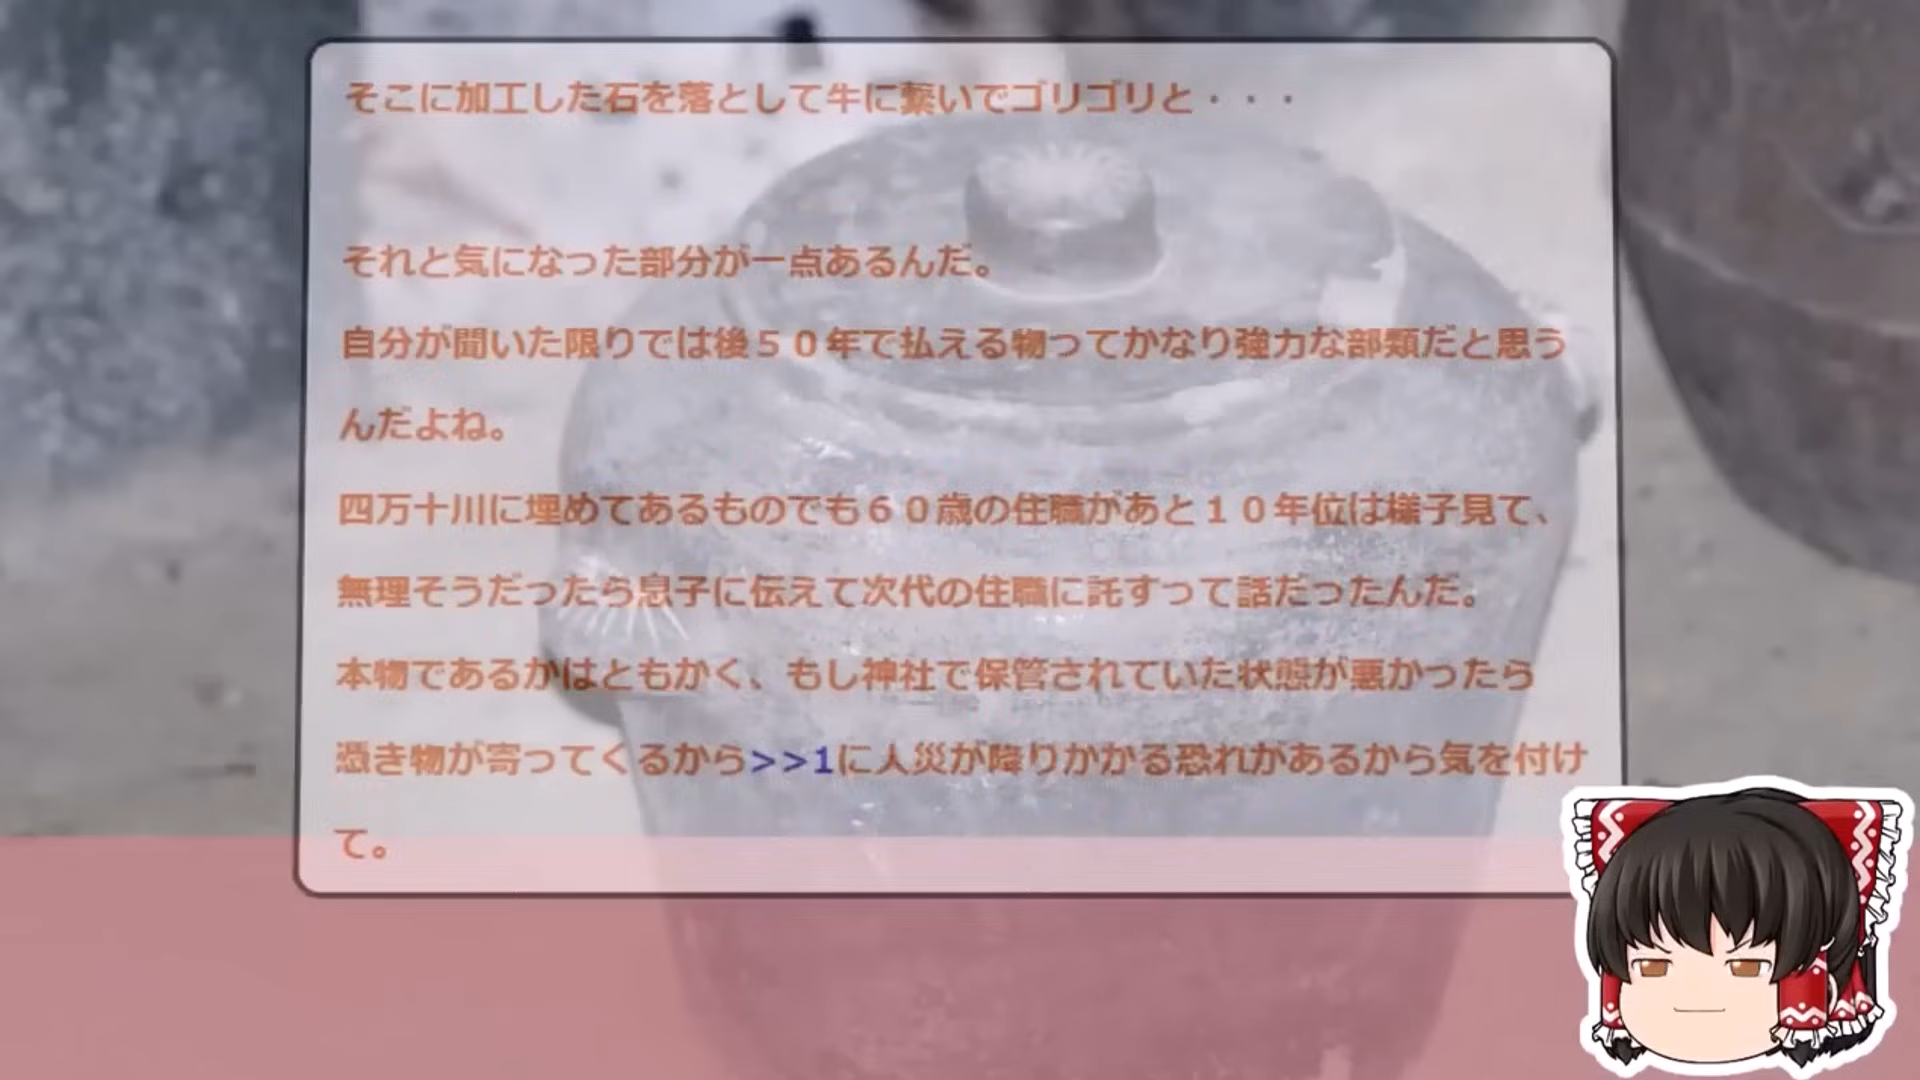 そこに加工した石を落として牛に繋いでゴリゴリと・・・
それと気になった部分が一点あるんだ。
自分が聞いた限りでは後５０年で払える物ってかなり強力な部類だと思う
んだよね。
四万十川に埋めてあるものでも６０歳の住職があと１０年位は様子見て、
無理そうだったら息子に伝えて次代の住職に託すって話だったんだ。
本物であるかはともかく、もし神社で保管されていた状態が悪かったら
憑き物が寄ってくるから>>1に人災が降りかかる恐れがあるから気を付け
て。